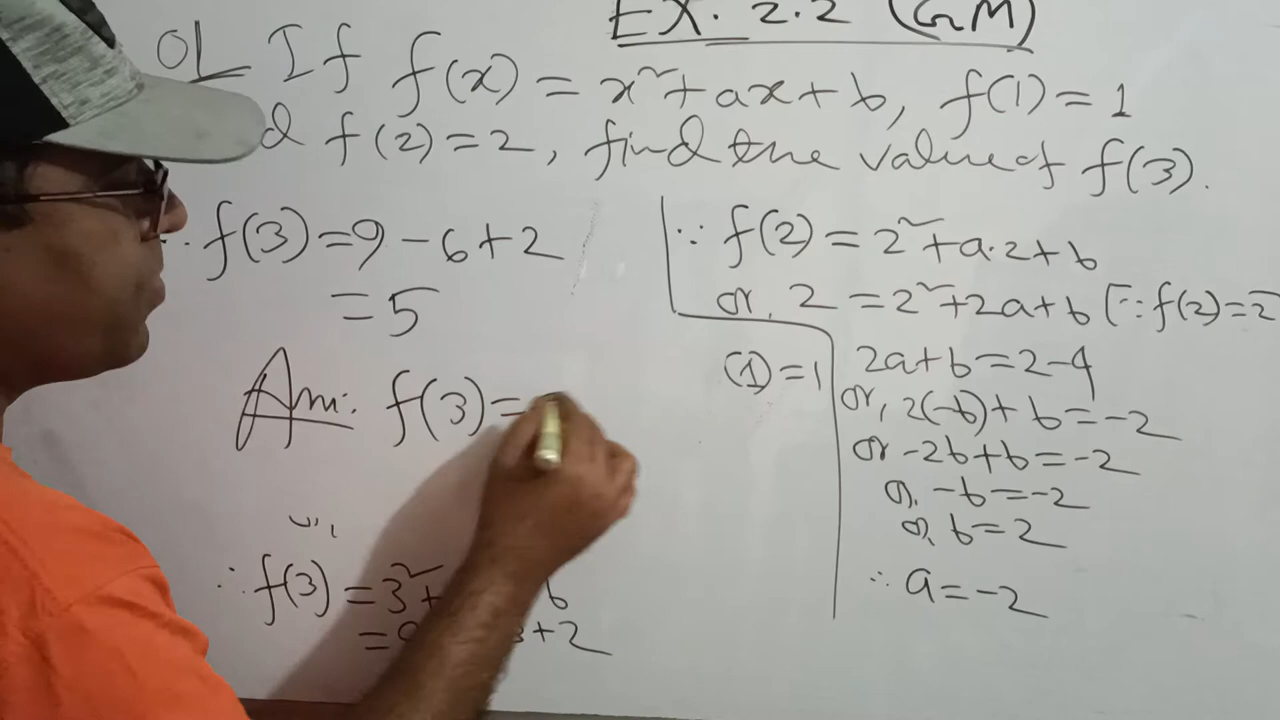 EX. 2.2 (GM)
01 If f(x) = x² + ax + b, f(1) = 1
d f(2) = 2, find the value of f(3).
f(3) = 9 - 6 + 2
= 5
Ans: f(3) =
∴ f(3) = 3² + b
= 9 3 + 2
∵ f(2) = 2² + a·2 + b
or, 2 = 2² + 2a + b [∵ f(2) = 2
(1) = 1
2a + b = 2 - 4
or, 2(-b) + b = -2
or -2b + b = -2
or, -b = -2
or, b = 2
∴ a = -2